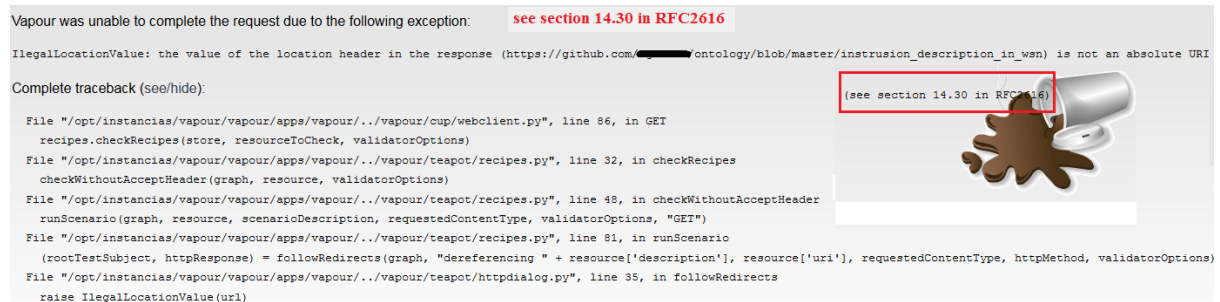 Vapour was unable to complete the request due to the following exception:
see section 14.30 in RFC2616
IlegalLocationValue: the value of the location header in the response (https://github.com/ /ontology/blob/master/instrusion_description_in_wsn) is not an absolute URI
Complete traceback (see/hide):
(see section 14.30 in RFC2616)
File "/opt/instancias/vapour/vapour/apps/vapour/../vapour/cup/webclient.py", line 86, in GET
recipes.checkRecipes(store, resourceToCheck, validatorOptions)
File "/opt/instancias/vapour/vapour/apps/vapour/../vapour/teapot/recipes.py", line 32, in checkRecipes
checkWithoutAcceptHeader(graph, resource, validatorOptions)
File "/opt/instancias/vapour/vapour/apps/vapour/../vapour/teapot/recipes.py", line 48, in checkWithoutAcceptHeader
runScenario(graph, resource, scenarioDescription, requestedContentType, validatorOptions, "GET")
File "/opt/instancias/vapour/vapour/apps/vapour/../vapour/teapot/recipes.py", line 81, in runScenario
(rootTestSubject, httpResponse) = followRedirects(graph, "dereferencing " + resource['description'], resource['uri'], requestedContentType, httpMethod, validatorOptions)
File "/opt/instancias/vapour/vapour/apps/vapour/../vapour/teapot/httpdialog.py", line 35, in followRedirects
raise IlegalLocationValue(url)